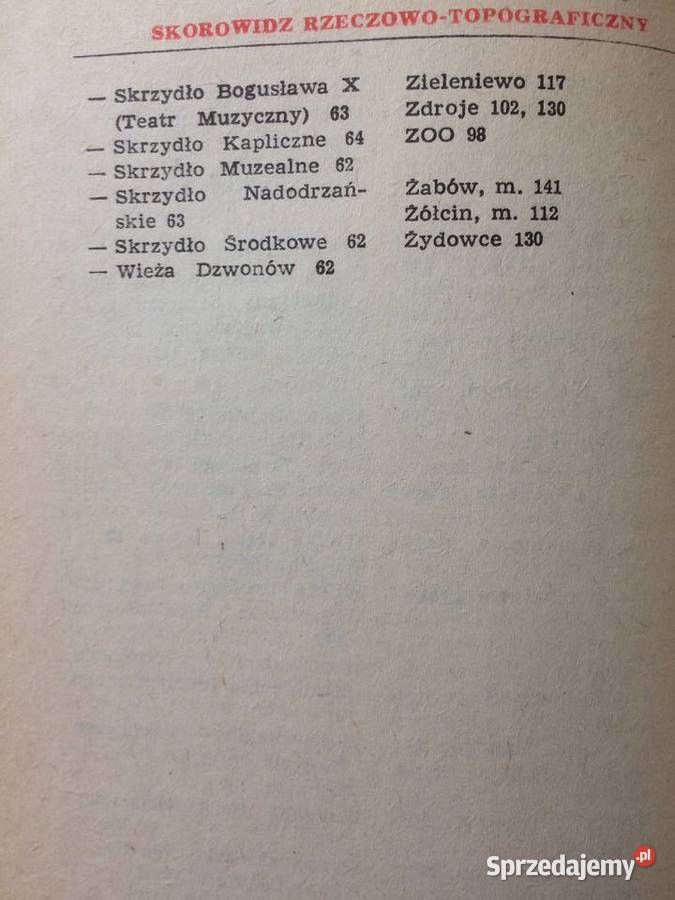 SKOROWIDZ RZECZOWO-TOPOGRAFICZNY
— Skrzydło Bogusława X
(Teatr Muzyczny) 63
— Skrzydło Kapliczne 64
— Skrzydło Muzealne 62
— Skrzydło Nadodrzań-
skie 63
— Skrzydło Środkowe 62
— Wieża Dzwonów 62
Zieleniewo 117
Zdroje 102, 130
ZOO 98
Żabów, m. 141
Żółcin, m. 112
Żydowce 130
Sprzedajemy.pl